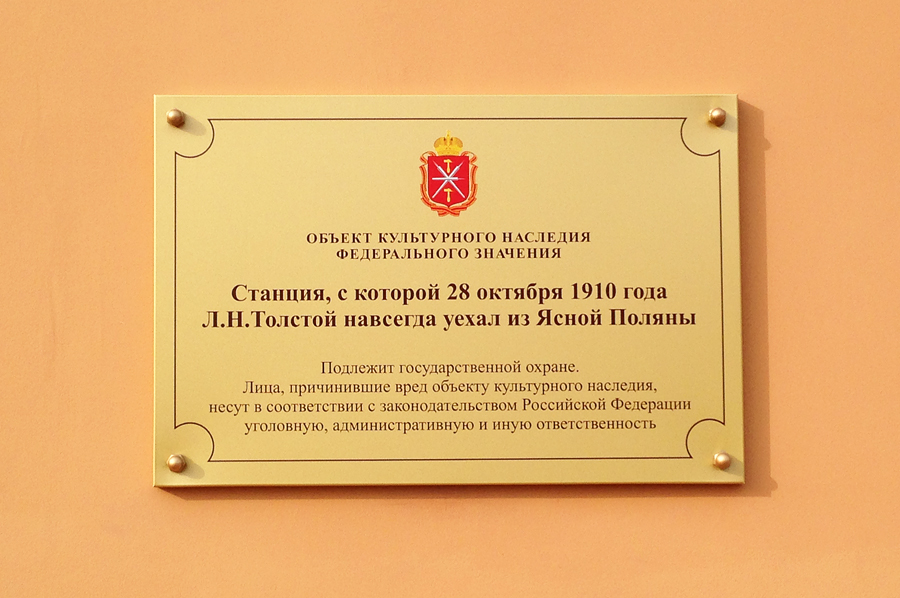 ОБЪЕКТ КУЛЬТУРНОГО НАСЛЕДИЯ
ФЕДЕРАЛЬНОГО ЗНАЧЕНИЯ
Станция, с которой 28 октября 1910 года
Л.Н.Толстой навсегда уехал из Ясной Поляны
Подлежит государственной охране.
Лица, причинившие вред объекту культурного наследия,
несут в соответствии с законодательством Российской Федерации
уголовную, административную и иную ответственность